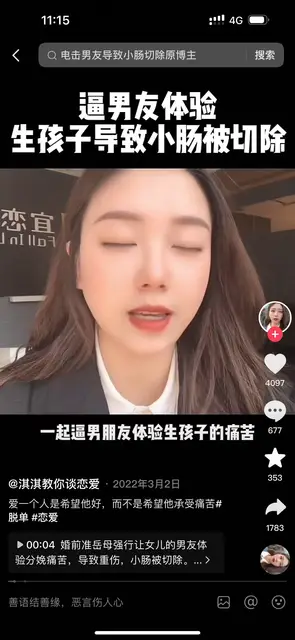 11:15
4G
电击男友导致小肠切除原博主
搜索
逼男友体验
生孩子导致小肠被切除
宜恋
Fall in L
一起逼男朋友体验生孩子的痛苦
4097
677
353
1783
@淇淇教你谈恋爱 · 2022年3月2日
爱一个人是希望他好，而不是希望他承受痛苦#
脱单 #恋爱
00:04 婚前准岳母强行让女儿的男友体
验分娩痛苦，导致重伤，小肠被切除。...
善语结善缘，恶言伤人心